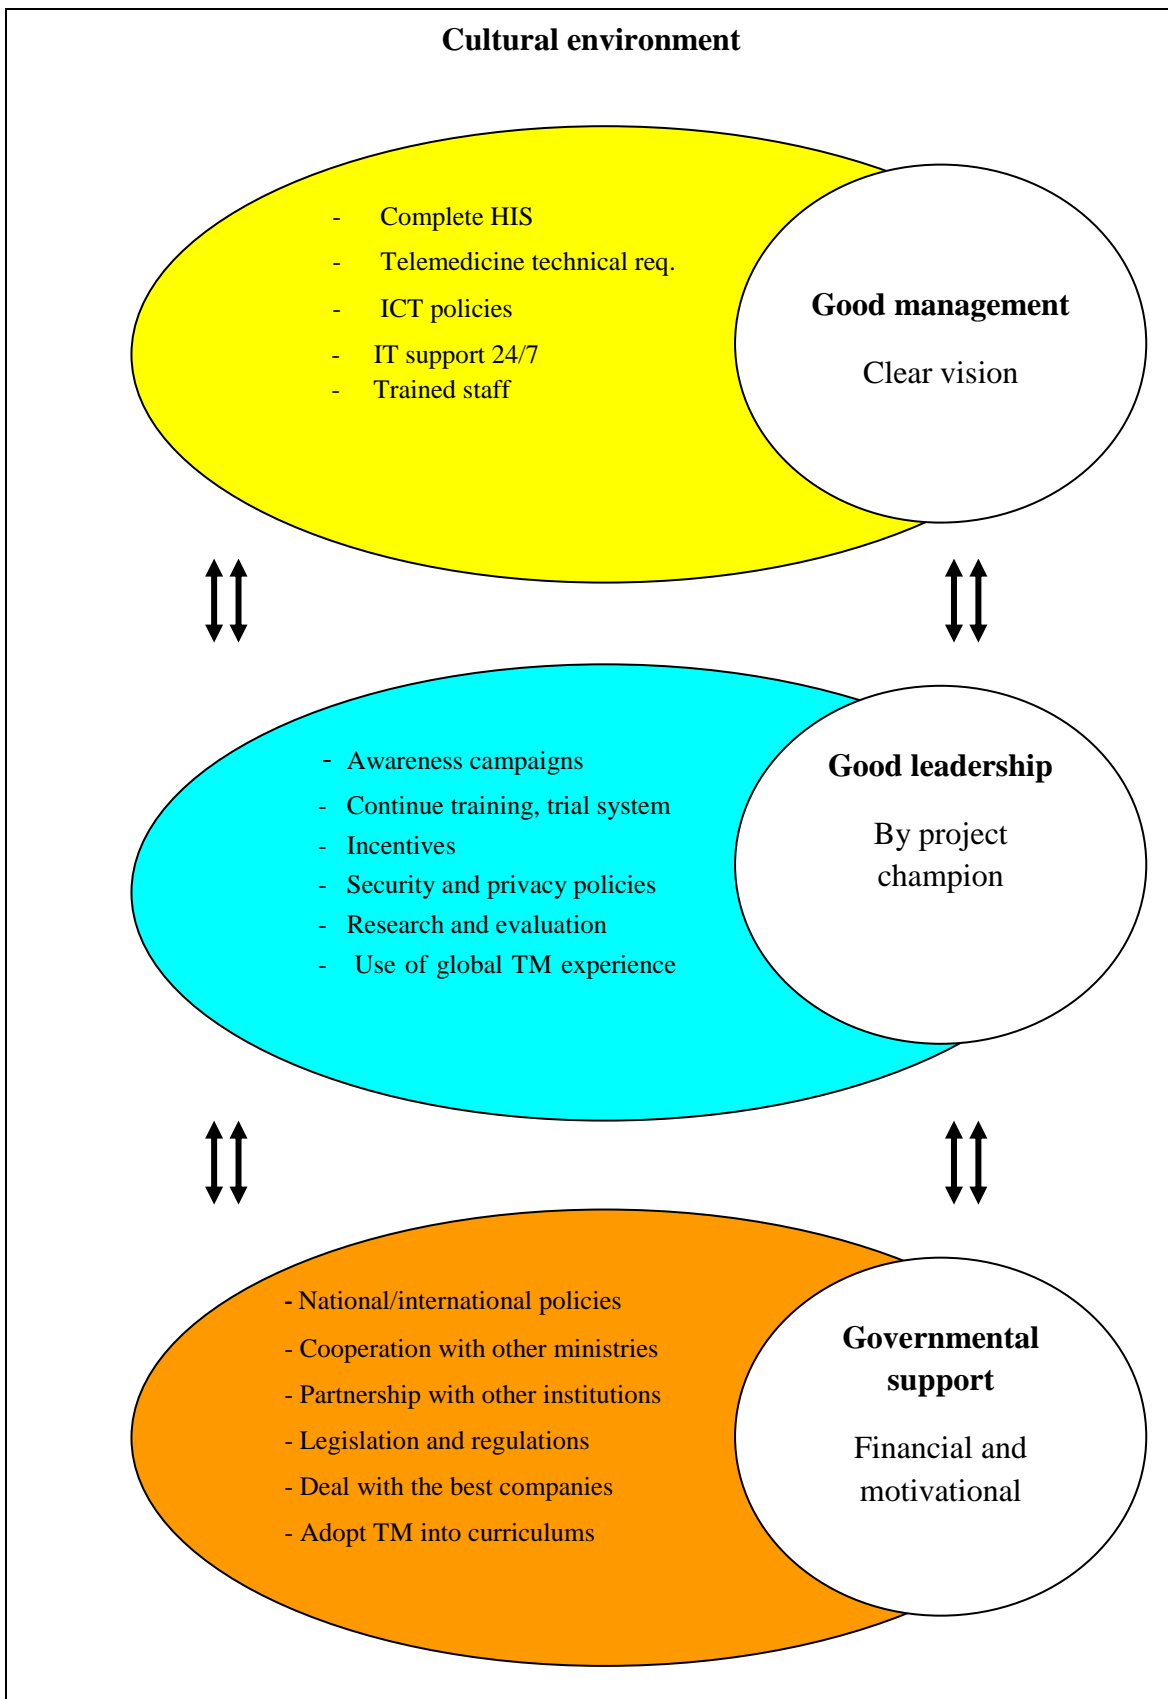 Cultural environment
- Complete HIS
- Telemedicine technical req.
- ICT policies
- IT support 24/7
- Trained staff
Good management
Clear vision
- Awareness campaigns
- Continue training, trial system
- Incentives
- Security and privacy policies
- Research and evaluation
- Use of global TM experience
Good leadership
By project
champion
- National/international policies
- Cooperation with other ministries
- Partnership with other institutions
- Legislation and regulations
- Deal with the best companies
- Adopt TM into curriculums
Governmental
support
Financial and
motivational